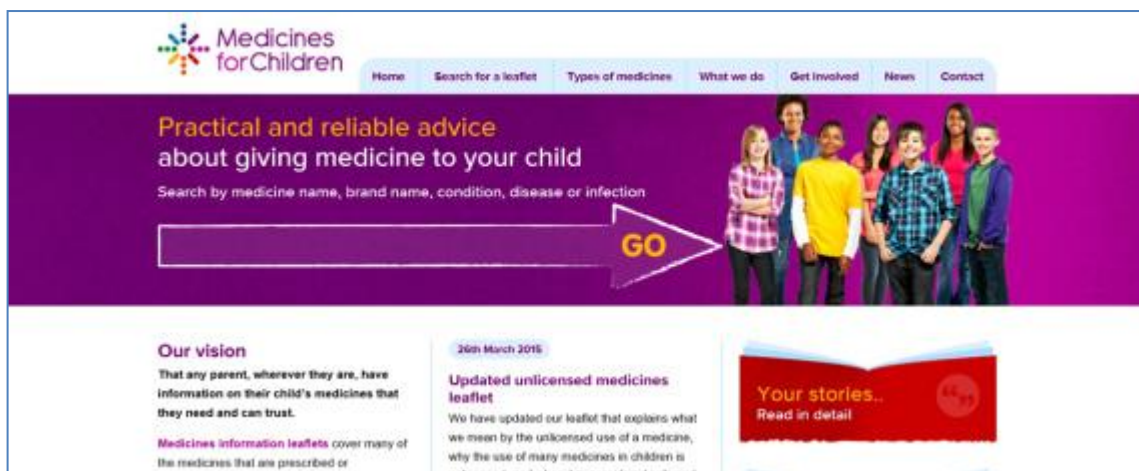 Medicines
forChildren
Home Search for a leaflet Types of medicines What we do Get Involved News Contact
Practical and reliable advice
about giving medicine to your child
Search by medicine name, brand name, condition, disease or infection
GO
Our vision
That any parent, wherever they are, have
information on their child's medicines that
they need and can trust.
Medicines information leaflets cover many of
the medicines that are prescribed or
26th March 2015
Updated unlicensed medicines
leaflet
We have updated our leaflet that explains what
we mean by the unlicensed use of a medicine,
why the use of many medicines in children is
Your stories..
Read in detail